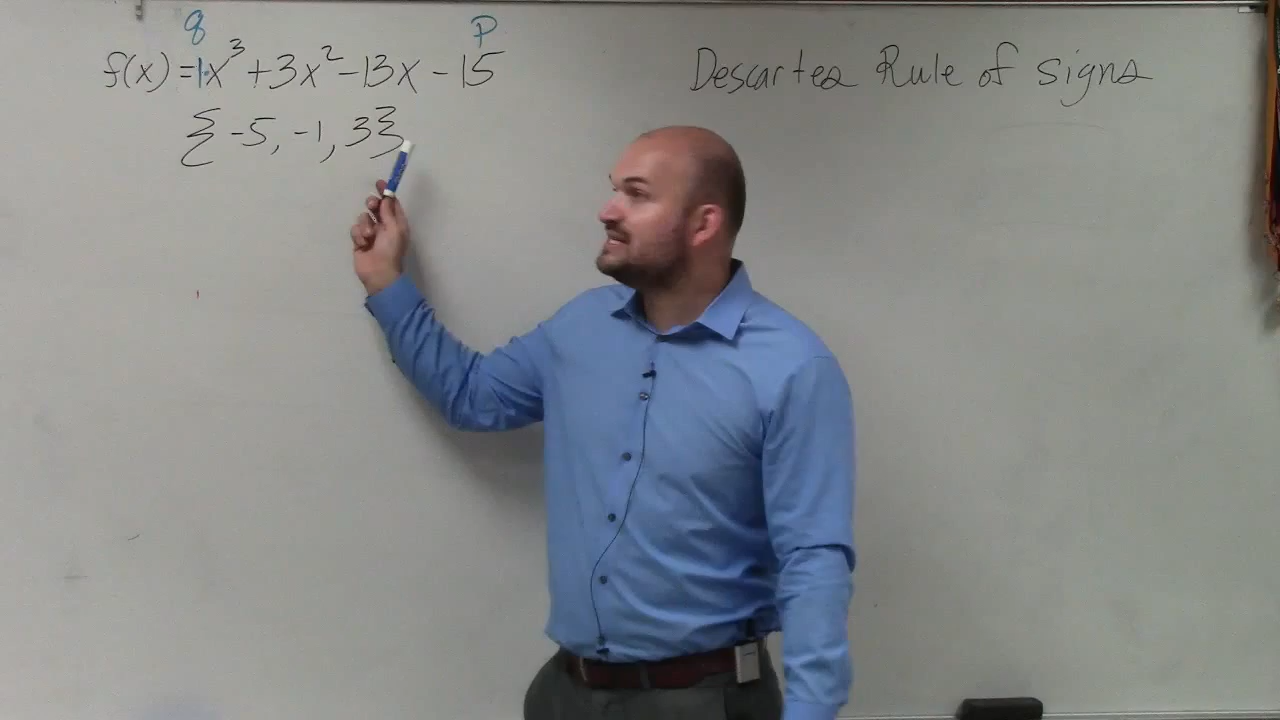 q p
f(x) = 1x³ + 3x² - 13x - 15
{ -5, -1, 3 }
Descartes Rule of signs